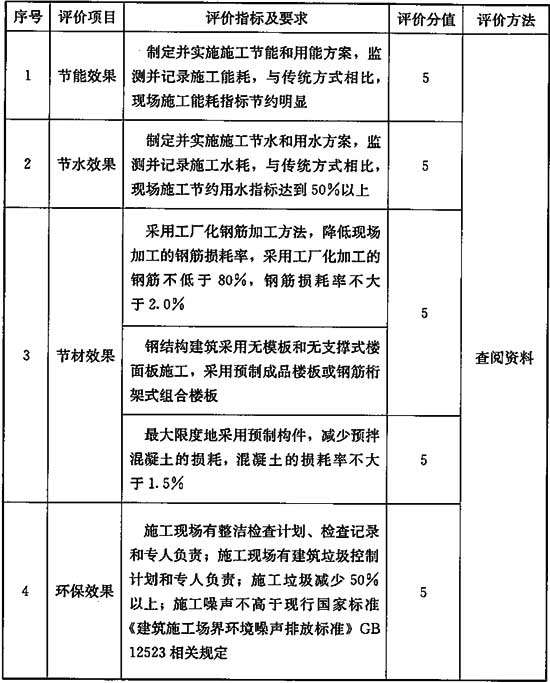 序号 评价项目 评价指标及要求 评价分值 评价方法
1 节能效果
制定并实施施工节能和用能方案，监
测并记录施工能耗，与传统方式相比，
现场施工能耗指标节约明显
5
2 节水效果
制定并实施施工节水和用水方案，监
测并记录施工水耗，与传统方式相比，
现场施工节约用水指标达到50%以上
5
3 节材效果
采用工厂化钢筋加工方法，降低现场
加工的钢筋损耗率，采用工厂化加工的
钢筋不低于80%，钢筋损耗率不大
于2.0%
钢结构建筑采用无模板和无支撑式楼
面板施工，采用预制成品楼板或钢筋桁
架式组合楼板
5
最大限度地采用预制构件，减少预拌
混凝土的损耗，混凝土的损耗率不大
于1.5%
5
4 环保效果
施工现场有整洁检查计划、检查记录
和专人负责；施工现场有建筑垃圾控制
计划和专人负责；施工垃圾减少50%
以上；施工噪声不高于现行国家标准
《建筑施工场界环境噪声排放标准》GB
12523相关规定
5
查阅资料